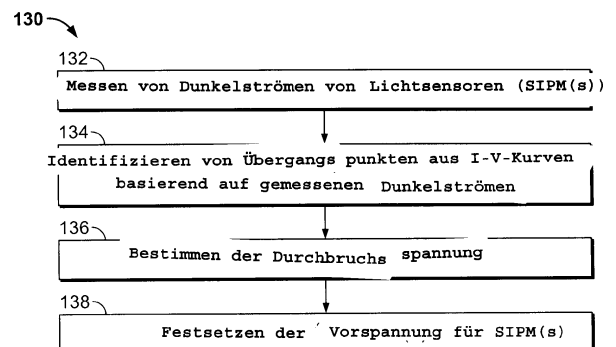 130
132
Messen von Dunkelströmen von Lichtsensoren (SIPM(s))
134
Identifizieren von Übergangs punkten aus I-V-Kurven
basierend auf gemessenen Dunkelströmen
136
Bestimmen der Durchbruchs spannung
138
Festsetzen der Vorspannung für SIPM(s)